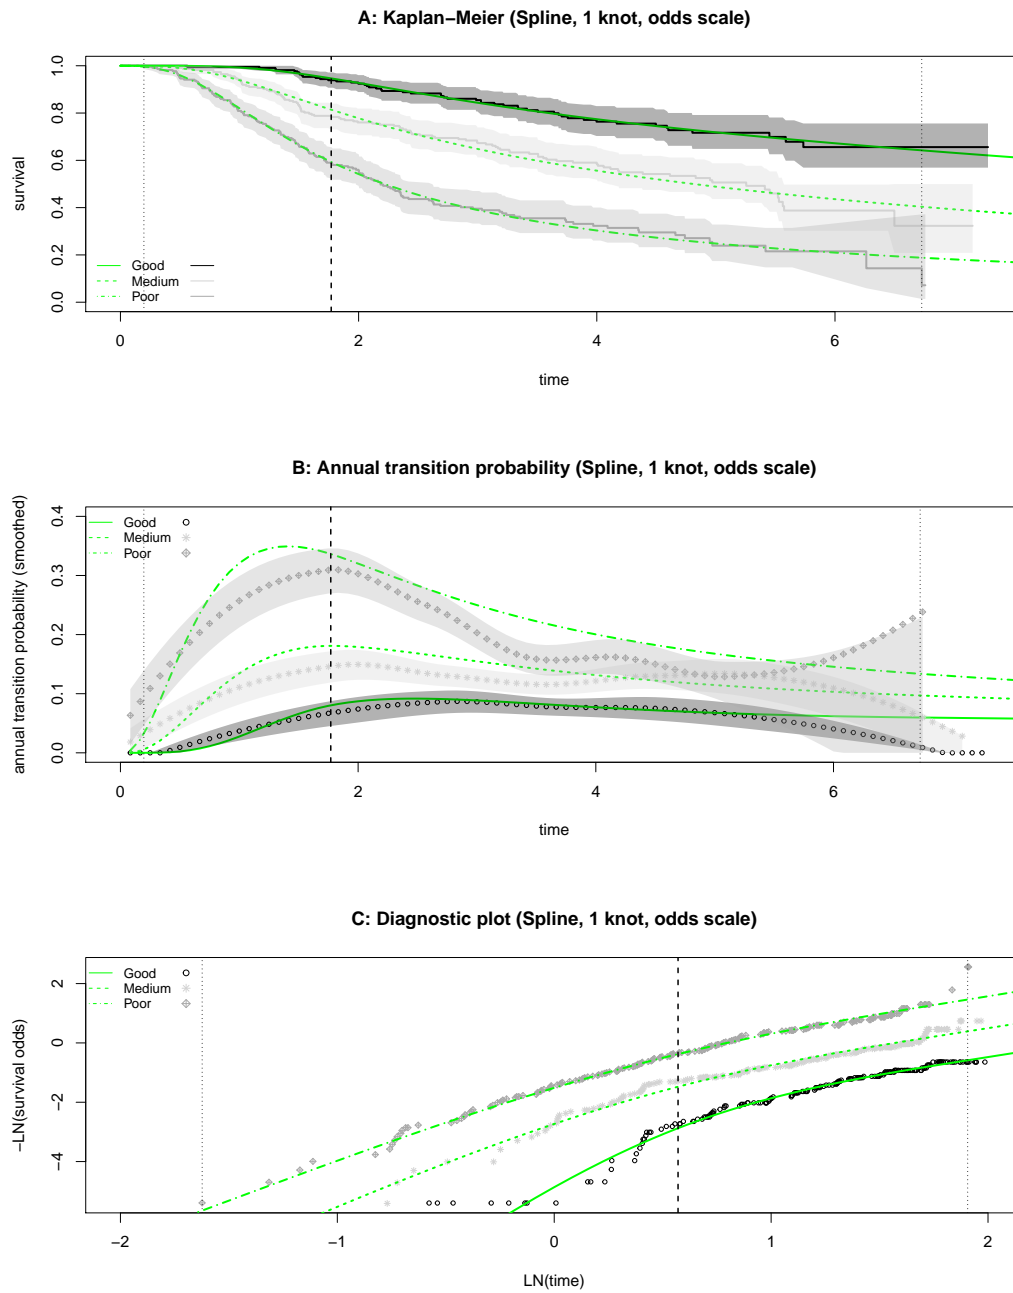 A: Kaplan−Meier (Spline, 1 knot, odds scale)
survival
1.0
0.8
0.6
0.4
0.2
0.0
Good
Medium
Poor
0 2 4 6
time
B: Annual transition probability (Spline, 1 knot, odds scale)
annual transition probability (smoothed)
0.4
0.3
0.2
0.1
0.0
Good
Medium
Poor
0 2 4 6
time
C: Diagnostic plot (Spline, 1 knot, odds scale)
−LN(survival odds)
2
0
−2
−4
Good
Medium
Poor
−2 −1 0 1 2
LN(time)